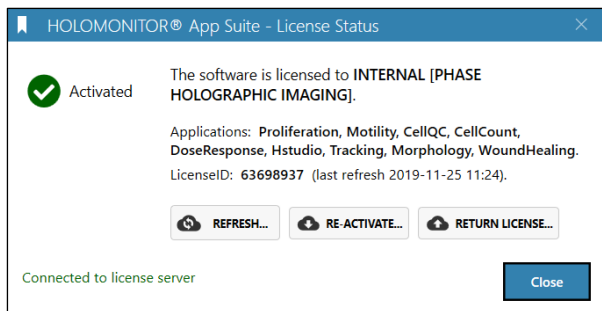 HOLOMONITOR® App Suite - License Status
Activated
The software is licensed to INTERNAL [PHASE
HOLOGRAPHIC IMAGING].
Applications: Proliferation, Motility, CellQC, CellCount,
DoseResponse, Hstudio, Tracking, Morphology, WoundHealing.
LicenseID: 63698937 (last refresh 2019-11-25 11:24).
REFRESH... RE-ACTIVATE... RETURN LICENSE...
Connected to license server
Close